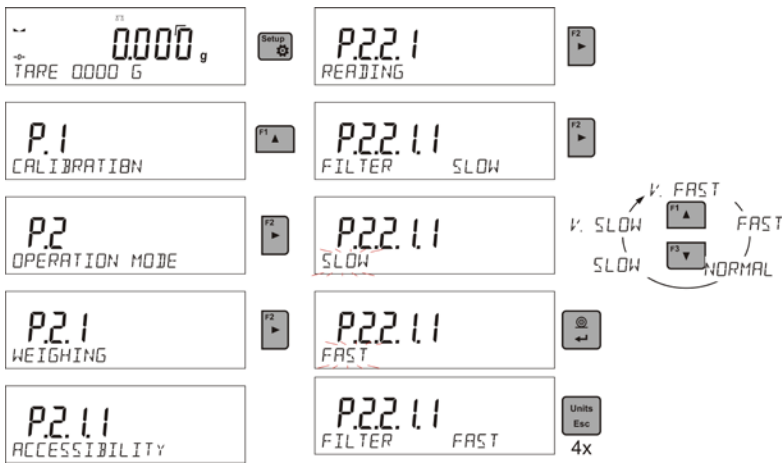 0.000 g
TARE 0.000 G
Setup
P.1
CALIBRATION
F1
P.2
OPERATION MODE
F2
P.2.1
WEIGHING
F2
P.2.1.1
ACCESSIBILITY
P.2.2.1
READING
F2
P.2.2.1.1
FILTER SLOW
F2
P.2.2.1.1
SLOW
P.2.2.1.1
FAST
P.2.2.1.1
FILTER FAST
Units
Esc
4x
V. FAST
F1
V. SLOW
FAST
F3
SLOW
NORMAL